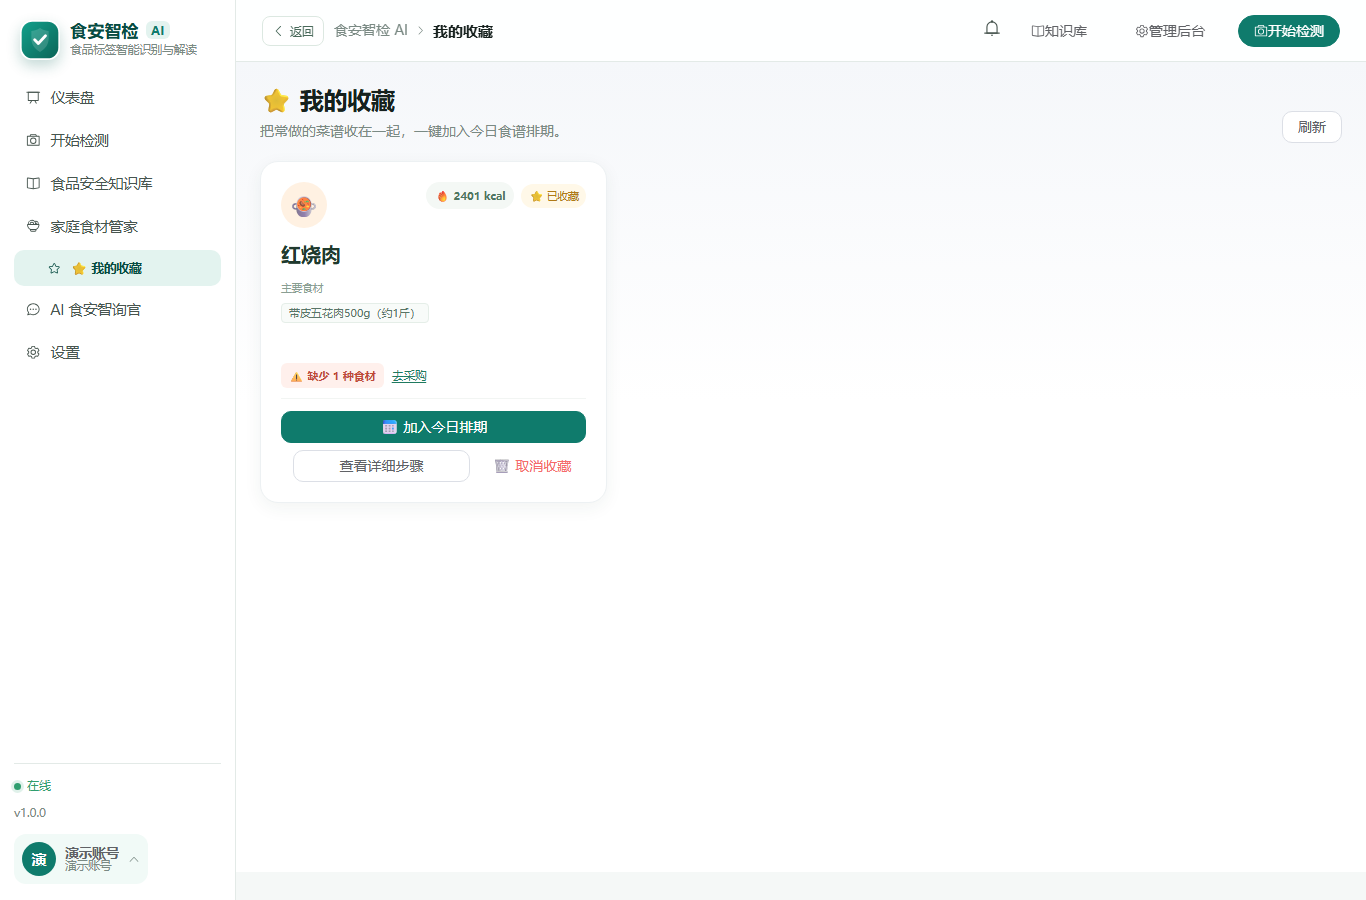 食安智检 AI
食品标签智能识别与解读
仪表盘
开始检测
食品安全知识库
家庭食材管家
我的收藏
AI 食安智询官
设置
在线
v1.0.0
演 演示账号
演示账号
返回 食安智检 AI > 我的收藏
知识库 管理后台 开始检测
我的收藏
把常做的菜谱收在一起，一键加入今日食谱排期。
刷新
2401 kcal 已收藏
红烧肉
主要食材
带皮五花肉500g（约1斤）
缺少 1 种食材 去采购
加入今日排期
查看详细步骤 取消收藏